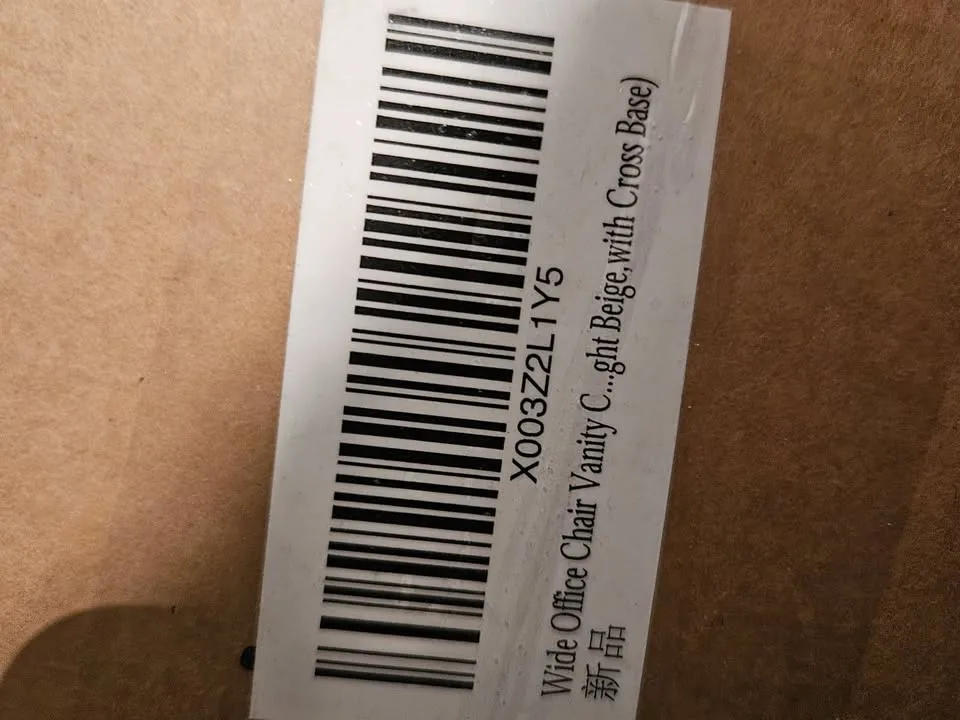 X003Z2L1Y5
Wide Office Chair Vanity C...ght Beige,with Cross Base)
新品